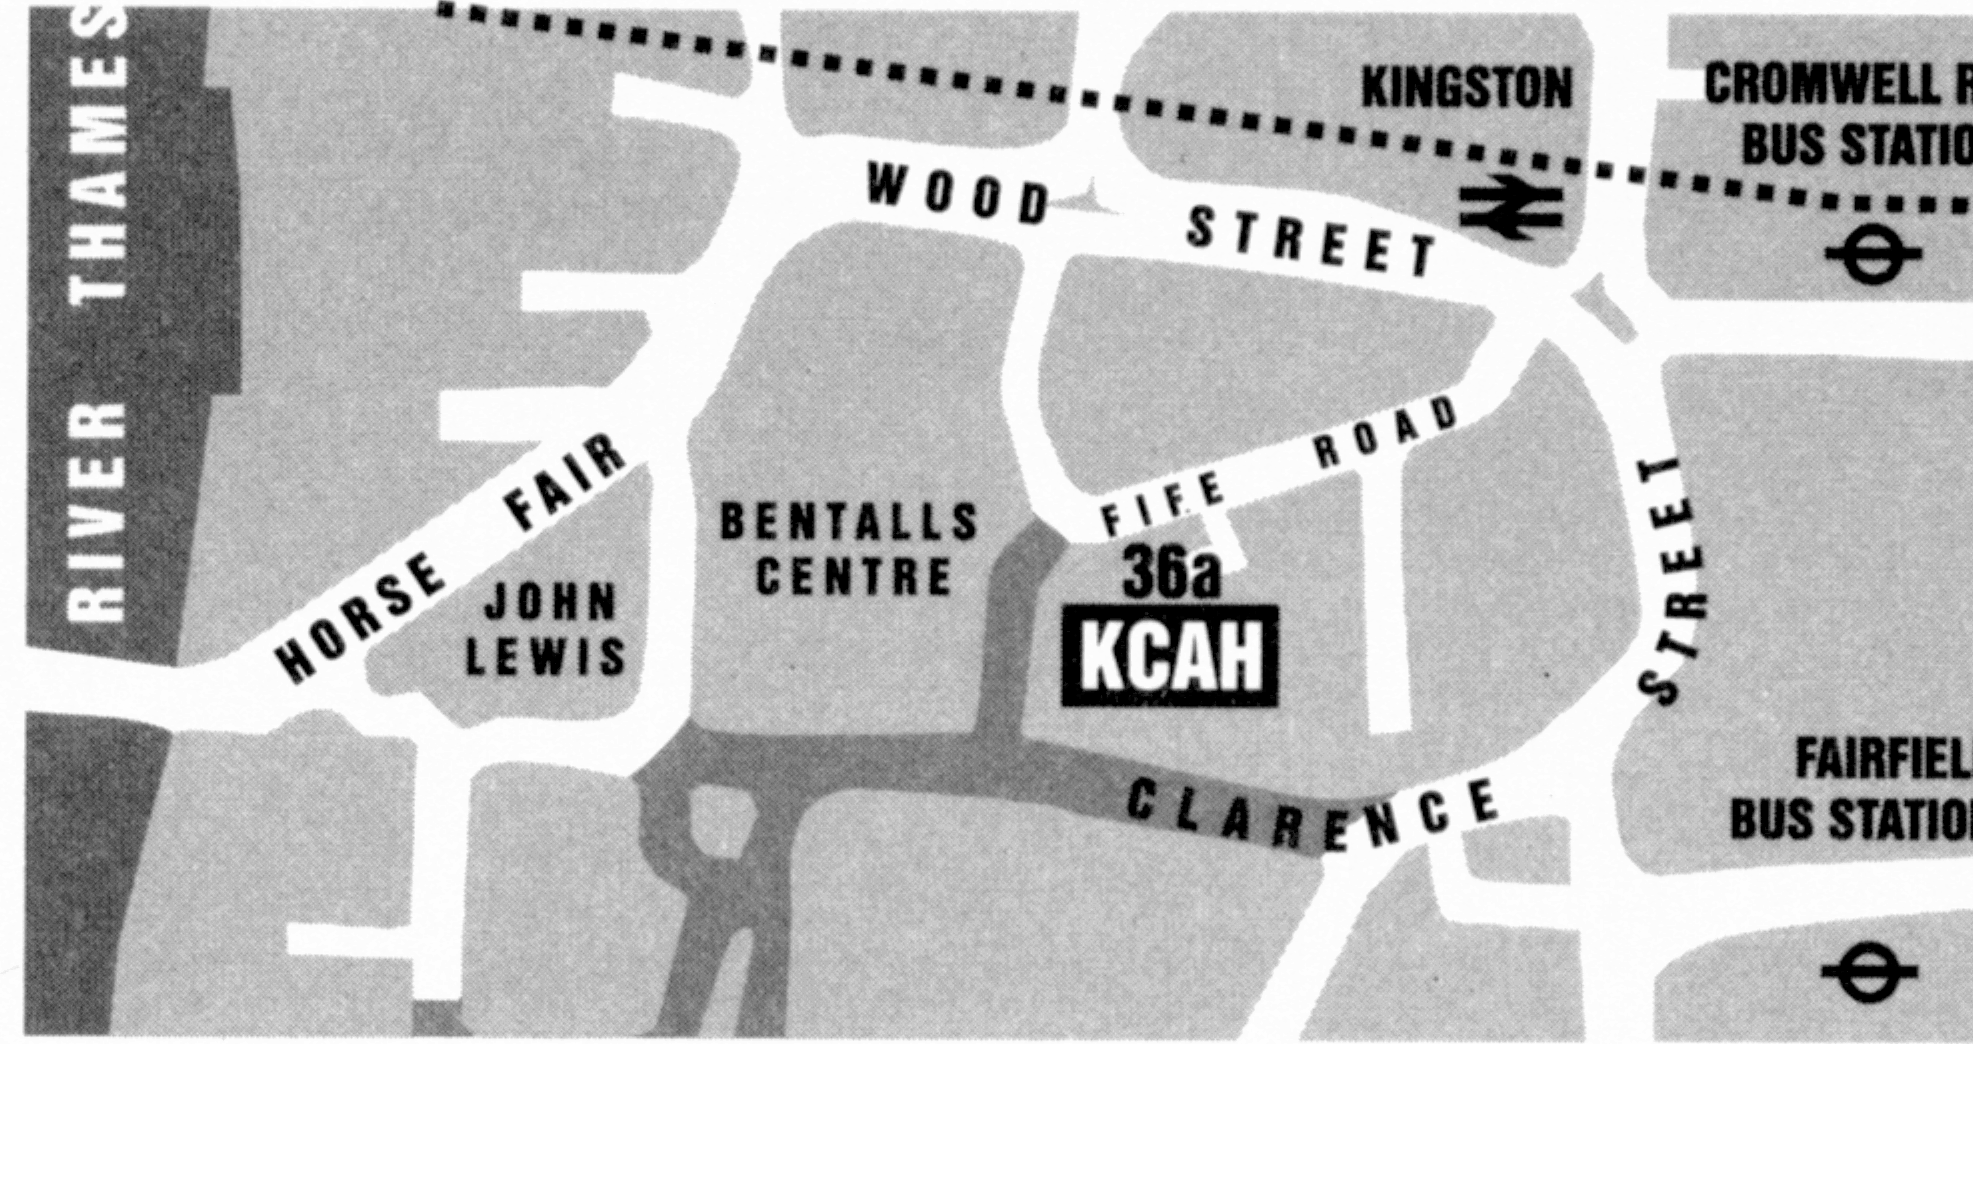 RIVER THAMES
KINGSTON
CROMWELL R
BUS STATIO
WOOD STREET
HORSE FAIR
FIFE ROAD
BENTALLS
CENTRE
JOHN
LEWIS
36a
KCAH
CLARENCE STREET
FAIRFIEL
BUS STATIO